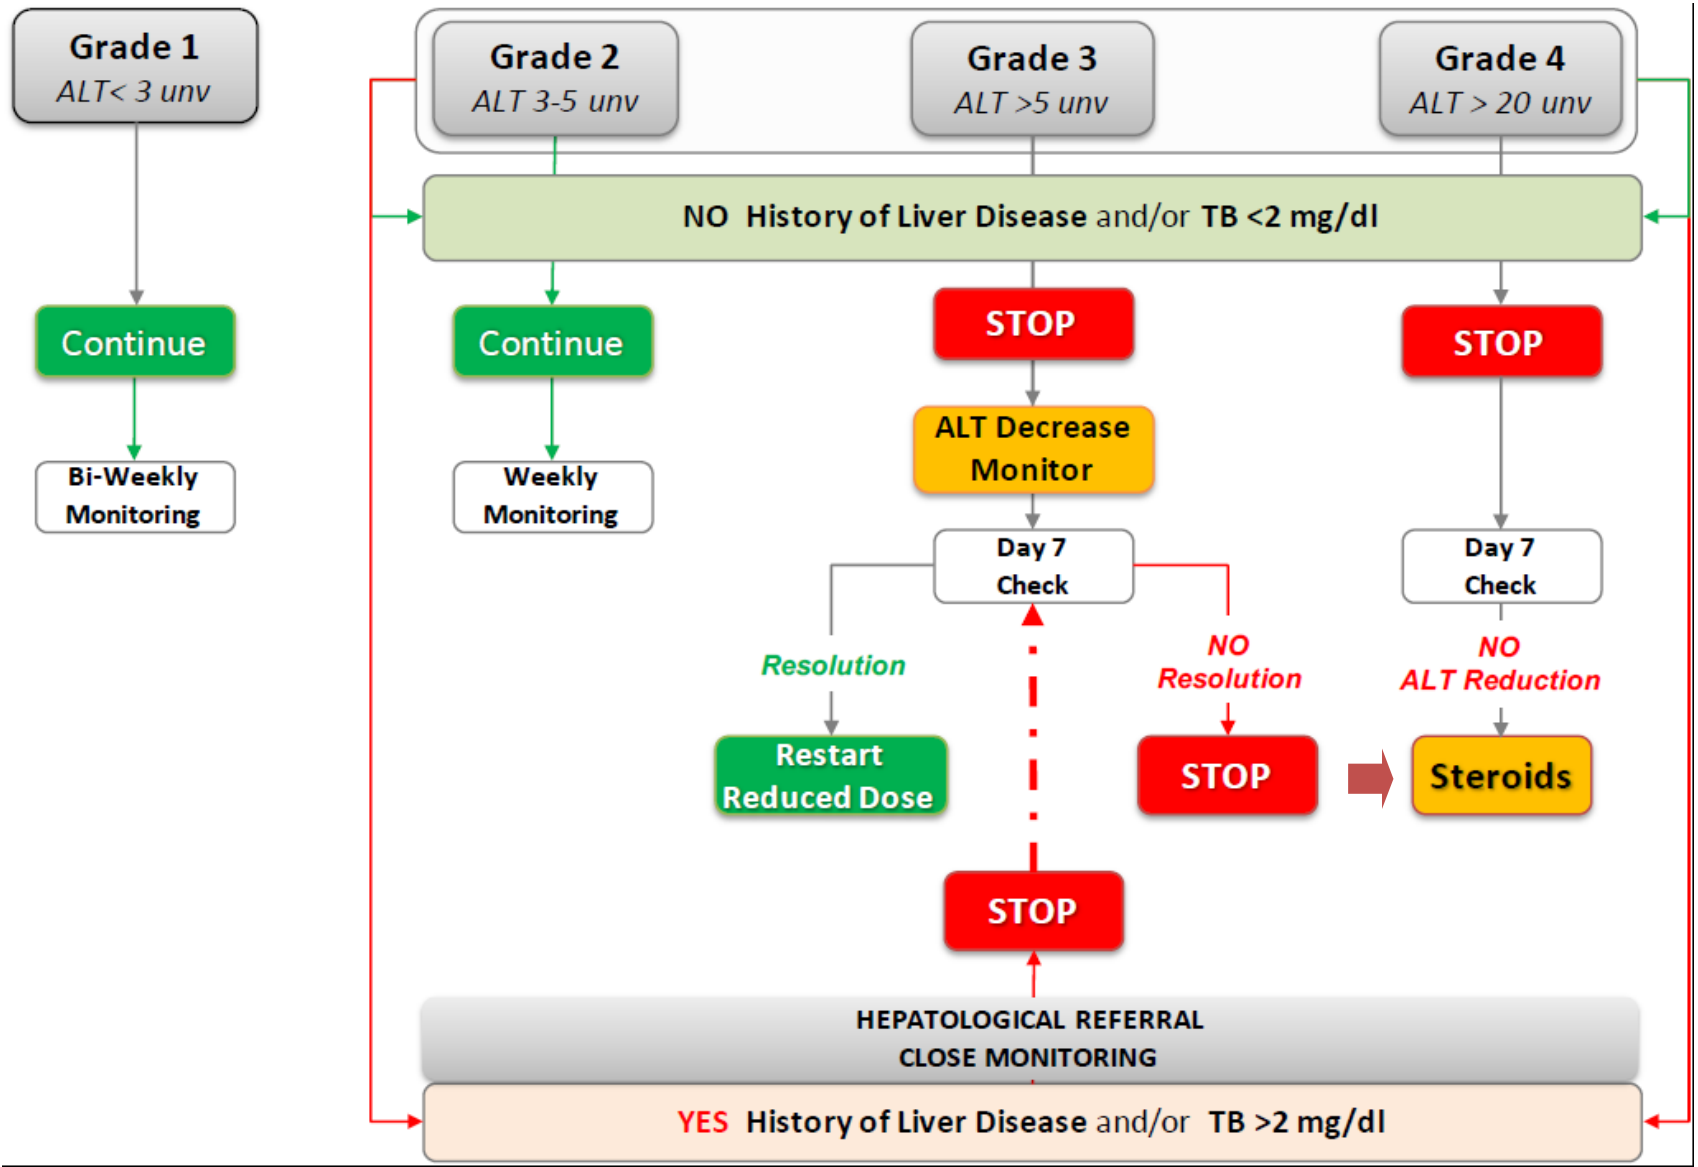 Grade 1
ALT< 3 unv
Grade 2
ALT 3-5 unv
Grade 3
ALT >5 unv
Grade 4
ALT > 20 unv
NO History of Liver Disease and/or TB <2 mg/dl
Continue
Continue
STOP
STOP
ALT Decrease
Monitor
Bi-Weekly
Monitoring
Weekly
Monitoring
Day 7
Check
Day 7
Check
Resolution
NO
Resolution
NO
ALT Reduction
Restart
Reduced Dose
STOP
Steroids
STOP
HEPATOLOGICAL REFERRAL
CLOSE MONITORING
YES History of Liver Disease and/or TB >2 mg/dl